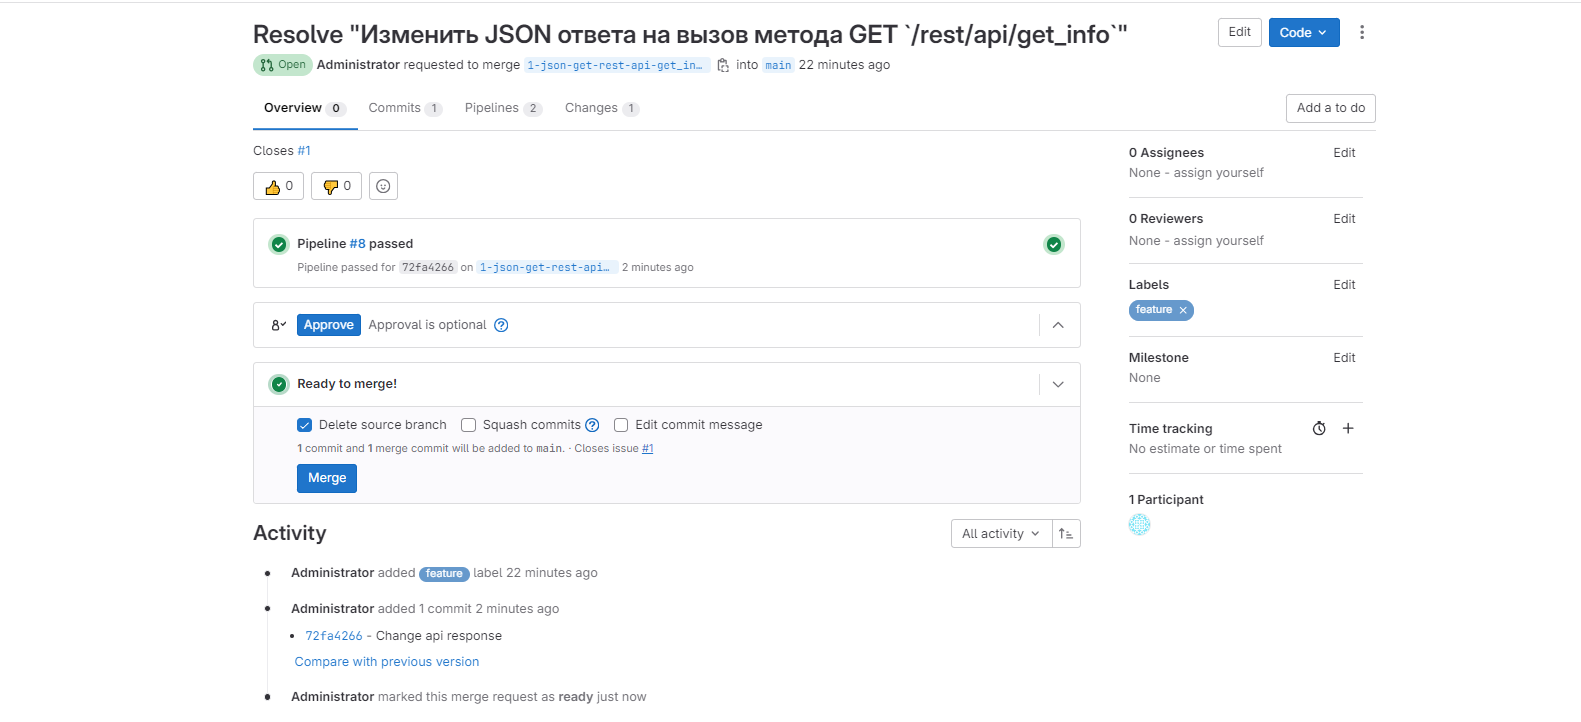 Resolve "Изменить JSON ответа на вызов метода GET `/rest/api/get_info`"
Edit
Code
Open Administrator requested to merge 1-json-get-rest-api-get_in… into main 22 minutes ago
Overview 0 Commits 1 Pipelines 2 Changes 1
Add a to do
Closes #1
0 0
Pipeline #8 passed
Pipeline passed for 72fa4266 on 1-json-get-rest-api… 2 minutes ago
Approve Approval is optional
Ready to merge!
Delete source branch Squash commits Edit commit message
1 commit and 1 merge commit will be added to main. · Closes issue #1
Merge
Activity
All activity
Administrator added feature label 22 minutes ago
Administrator added 1 commit 2 minutes ago
72fa4266 - Change api response
Compare with previous version
Administrator marked this merge request as ready just now
0 Assignees Edit
None - assign yourself
0 Reviewers Edit
None - assign yourself
Labels Edit
feature
Milestone Edit
None
Time tracking
No estimate or time spent
1 Participant